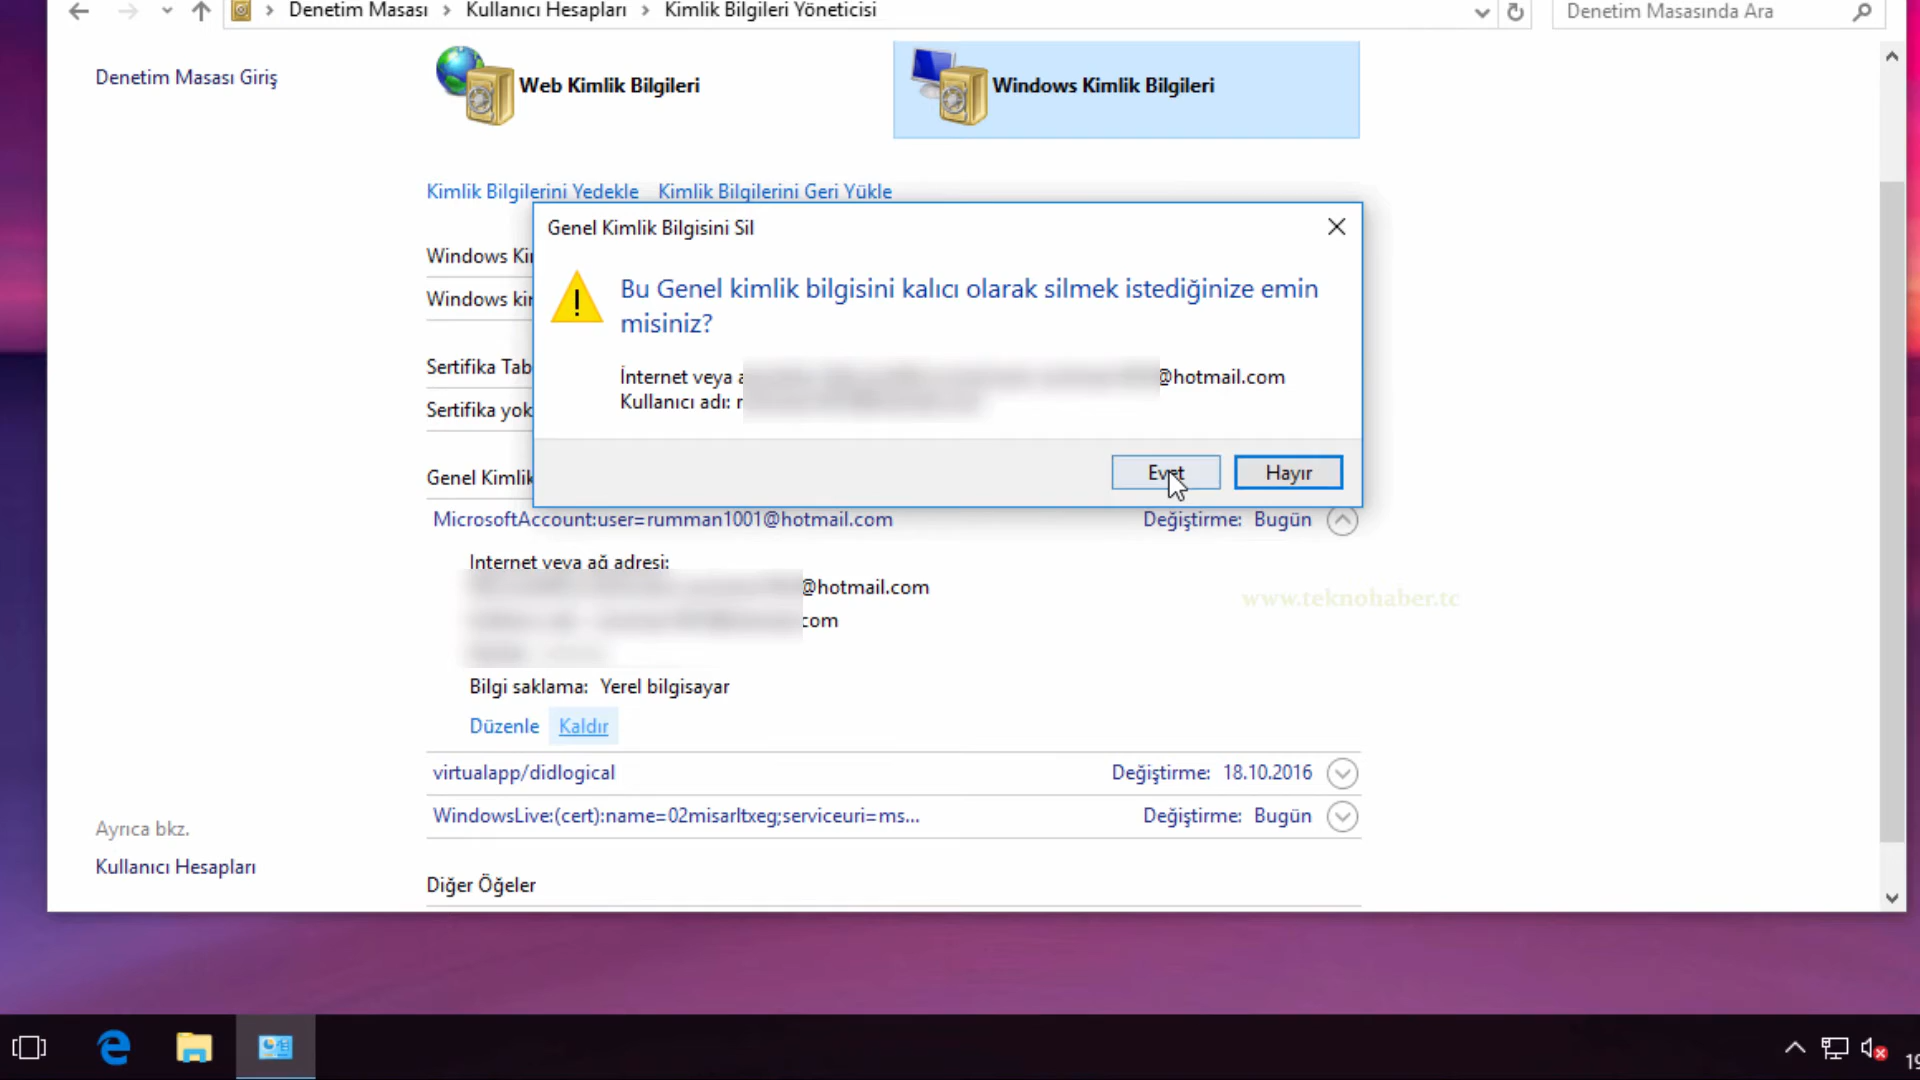 Denetim Masası > Kullanıcı Hesapları > Kimlik Bilgileri Yöneticisi
Denetim Masasında Ara
Denetim Masası Giriş
Web Kimlik Bilgileri
Windows Kimlik Bilgileri
Kimlik Bilgilerini Yedekle Kimlik Bilgilerini Geri Yükle
Genel Kimlik Bilgisini Sil
Windows
Bu Genel kimlik bilgisini kalıcı olarak silmek istediğinize emin
Windows
misiniz?
Sertifika
İnternet veya @hotmail.com
Kullanıcı adı:
Sertifika
Evet
Hayır
Genel Kimlik
MicrosoftAccount:user=rumman1001@hotmail.com Değiştirme: Bugün
Internet veya ağ adresi:
@hotmail.com
www.teknohaber.tc
com
Bilgi saklama: Yerel bilgisayar
Düzenle Kaldır
virtualapp/didlogical Değiştirme: 18.10.2016
WindowsLive:(cert):name=02misarltxeg;serviceuri=ms... Değiştirme: Bugün
Ayrıca bkz.
Kullanıcı Hesapları
Diğer Öğeler